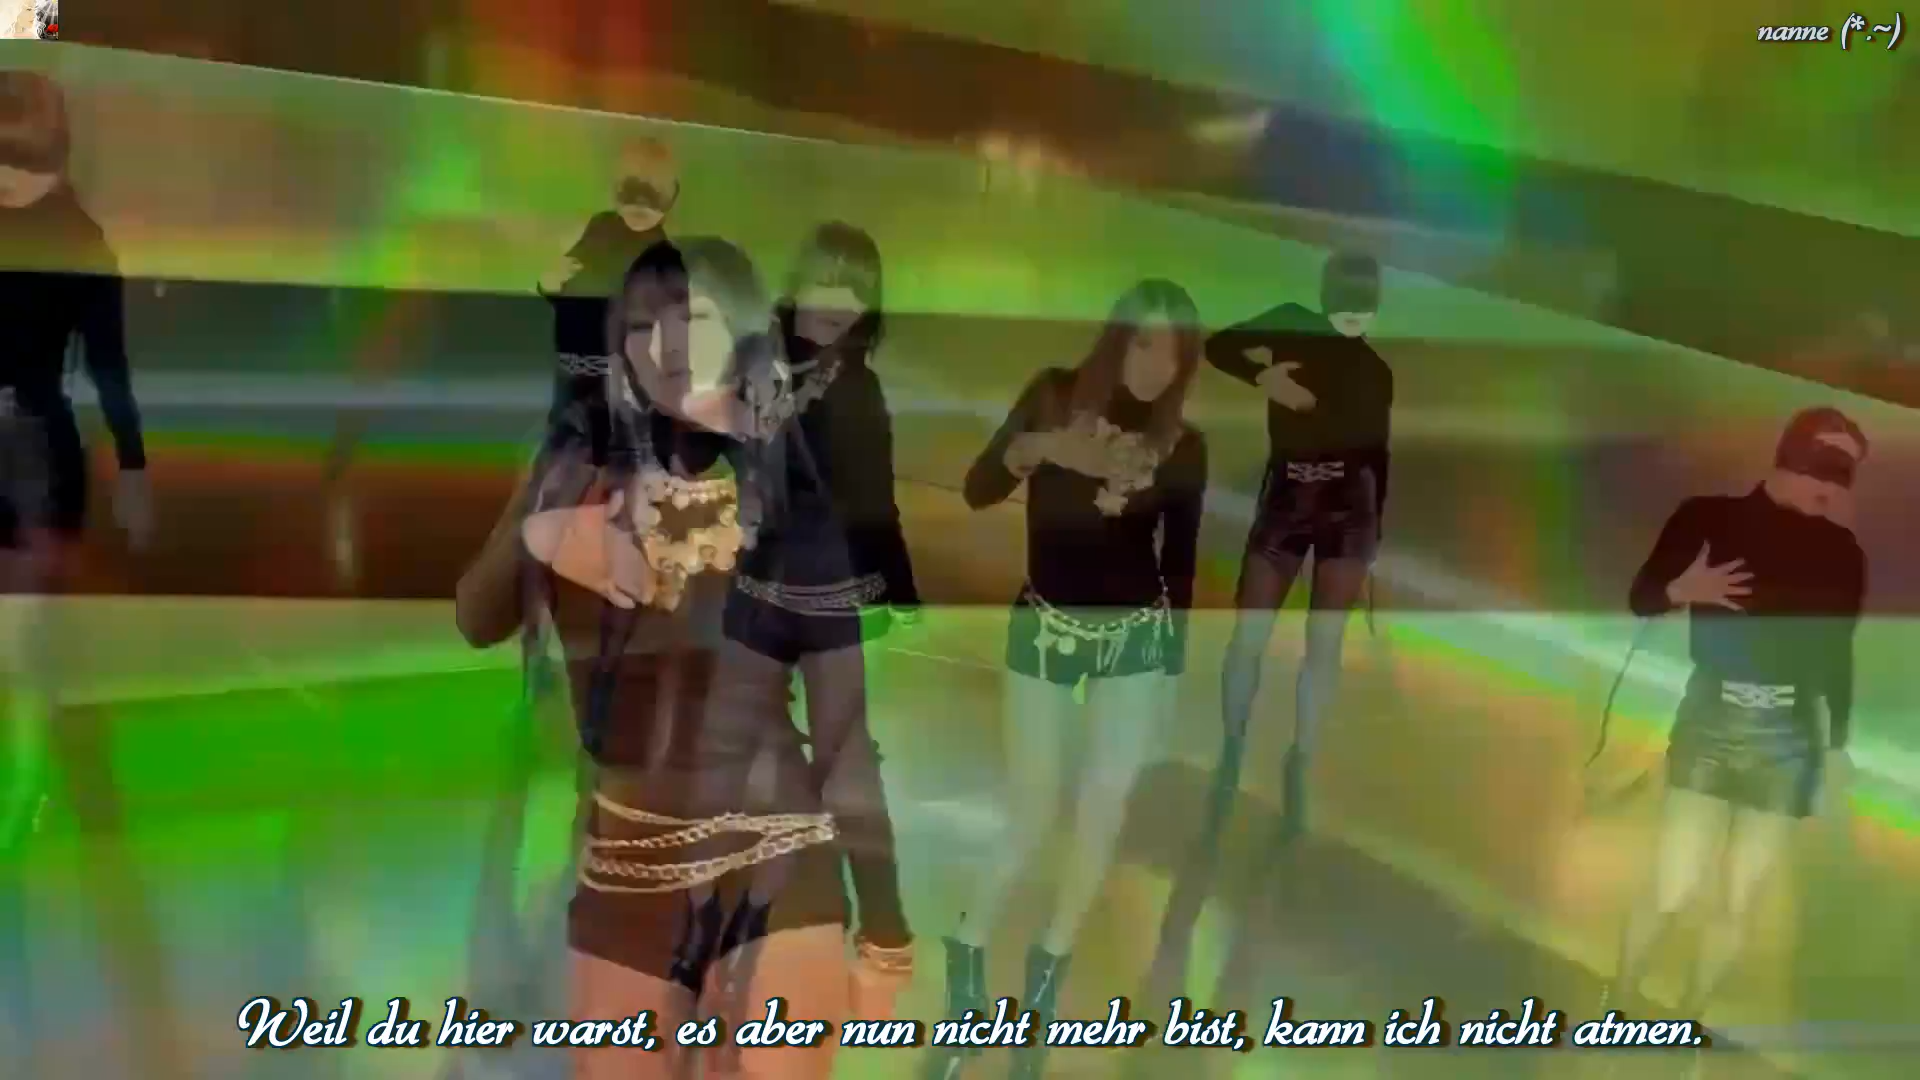 nanne (*.~)
Weil du hier warst, es aber nun nicht mehr bist, kann ich nicht atmen.